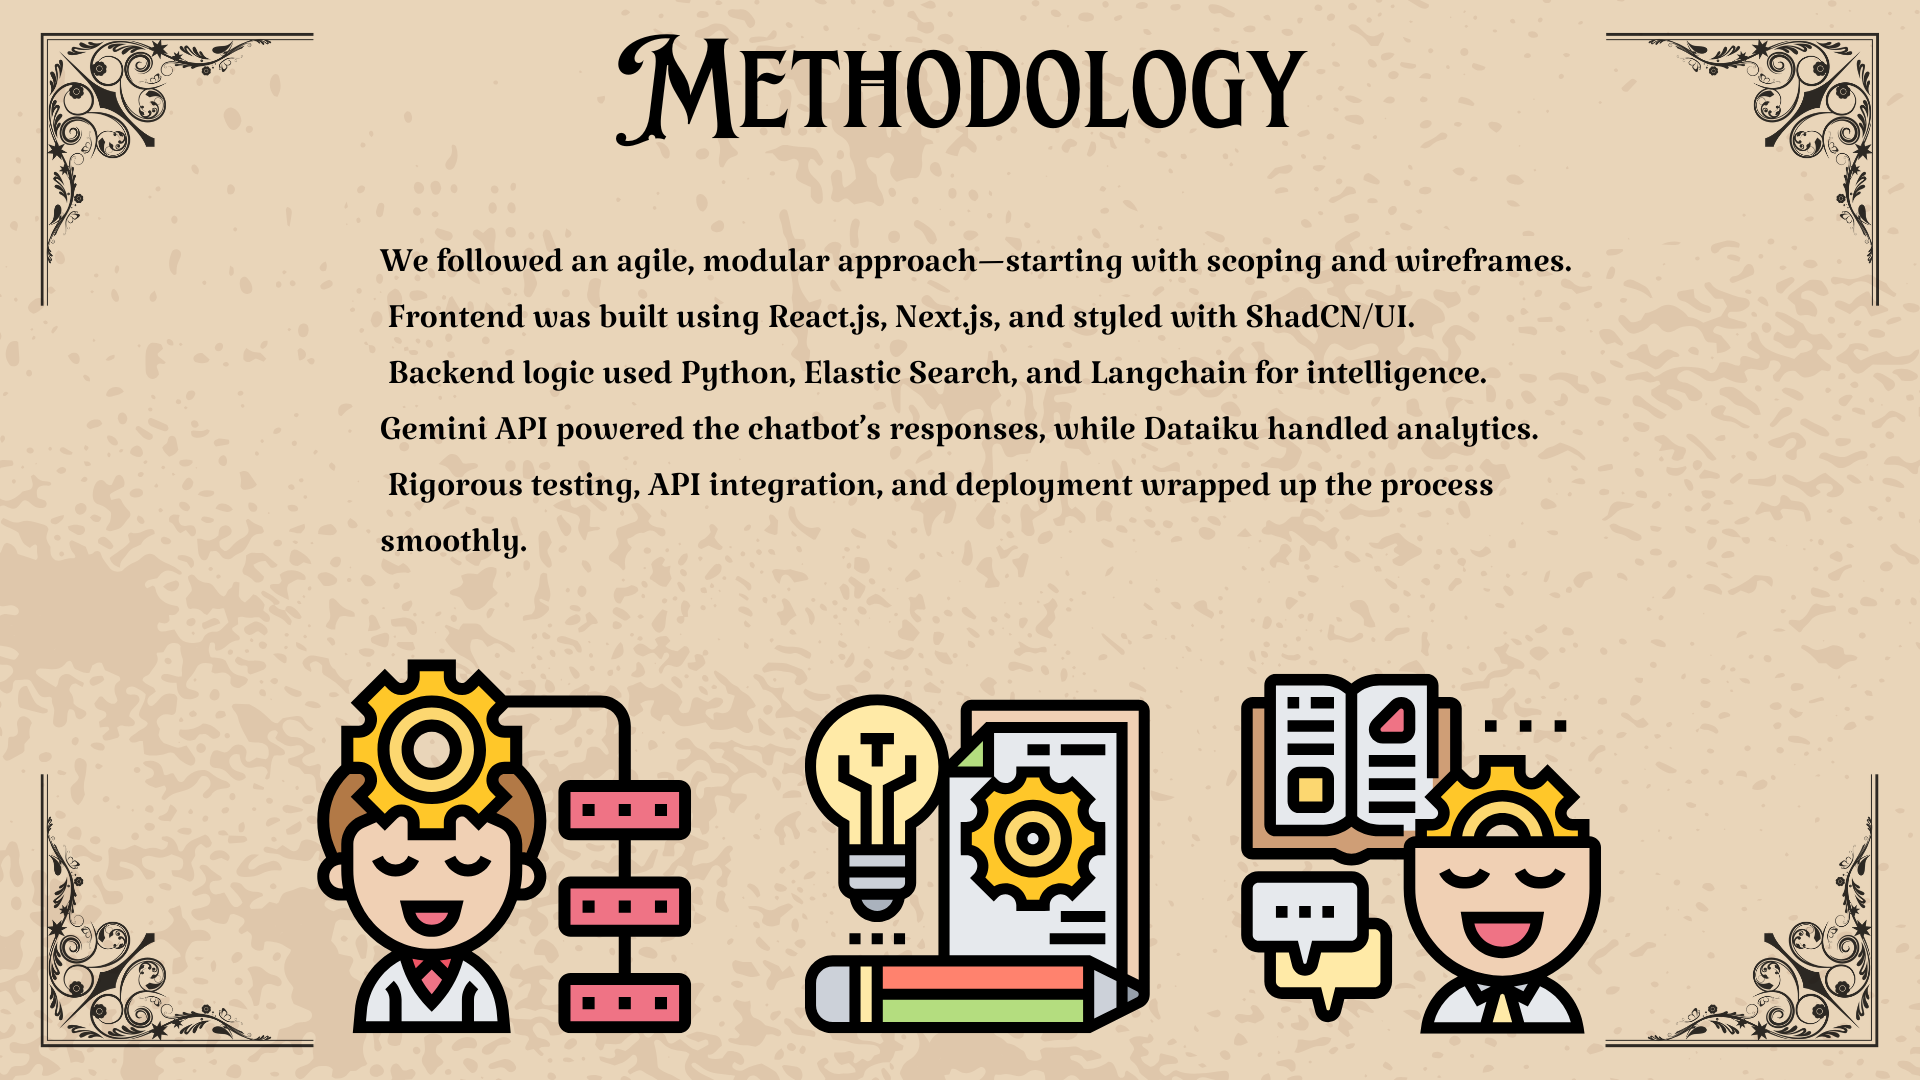 METHODOLOGY
We followed an agile, modular approach—starting with scoping and wireframes.
Frontend was built using React.js, Next.js, and styled with ShadCN/UI.
Backend logic used Python, Elastic Search, and Langchain for intelligence.
Gemini API powered the chatbot’s responses, while Dataiku handled analytics.
Rigorous testing, API integration, and deployment wrapped up the process
smoothly.